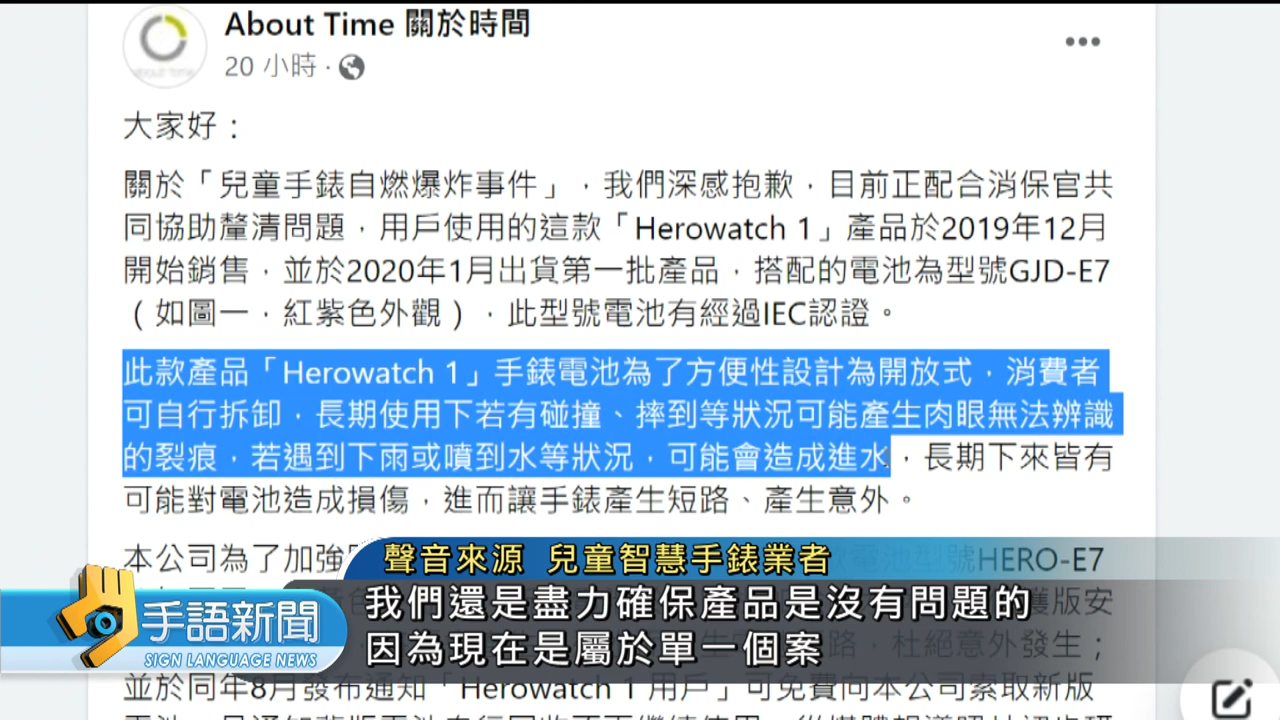 About Time 關於時間
20 小時 ·
about Time
大家好：
關於「兒童手錶自燃爆炸事件」，我們深感抱歉，目前正配合消保官共
同協助釐清問題，用戶使用的這款「Herowatch 1」產品於2019年12月
開始銷售，並於2020年1月出貨第一批產品，搭配的電池為型號GJD-E7
（如圖一，紅紫色外觀），此型號電池有經過IEC認證。
此款產品「Herowatch 1」手錶電池為了方便性設計為開放式，消費者
可自行拆卸，長期使用下若有碰撞、摔到等狀況可能產生肉眼無法辨識
的裂痕，若遇到下雨或噴到水等狀況，可能會造成進水，長期下來皆有
可能對電池造成損傷，進而讓手錶產生短路、產生意外。
本公司為了加強
電池型號HERO-E7
聲音來源 兒童智慧手錶業者
我們還是盡力確保產品是沒有問題的
護版安
因為現在是屬於單一個案
路，杜絕意外發生；
手語新聞
SIGN LANGUAGE NEWS
並於同年8月發布通知「Herowatch 1 用戶」可免費向本公司索取新版